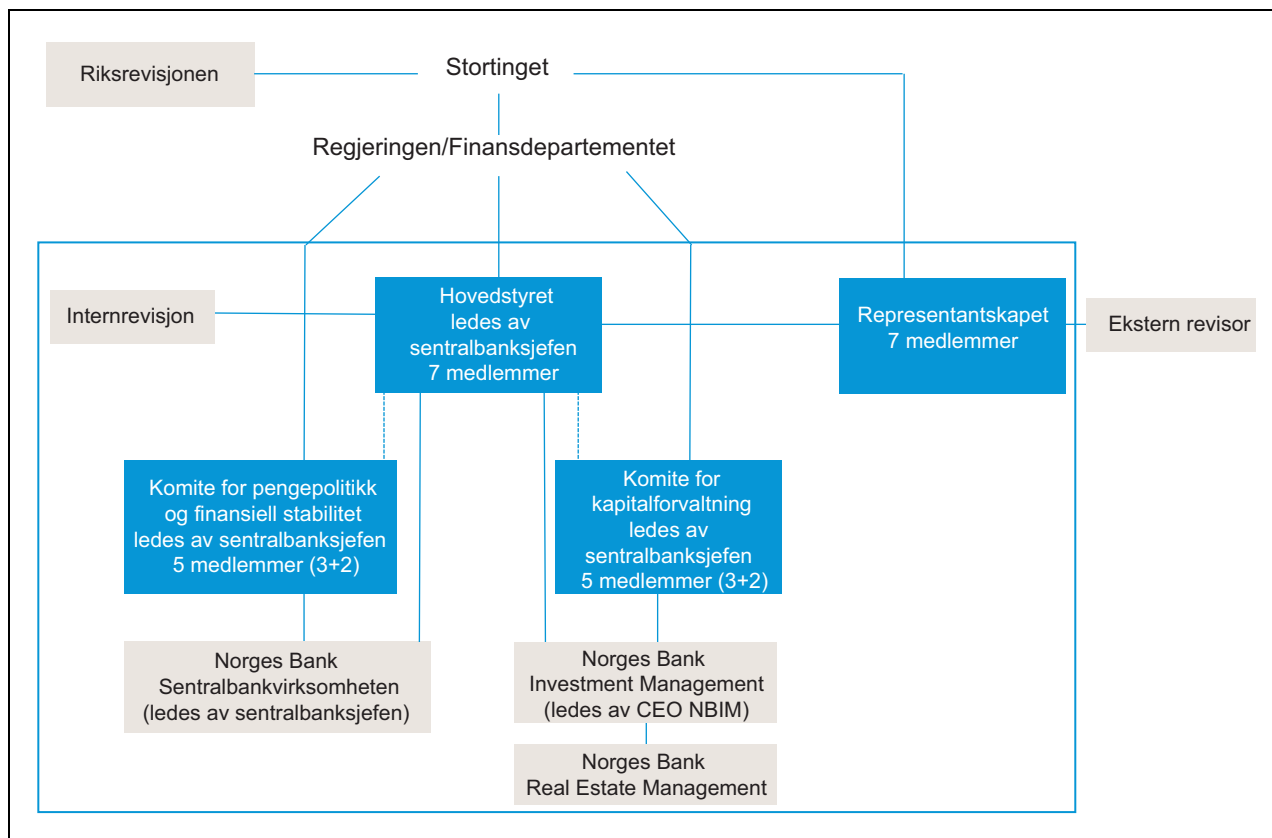 Riksrevisjonen
Stortinget
Regjeringen/Finansdepartementet
Internrevisjon
Hovedstyret
ledes av
sentralbanksjefen
7 medlemmer
Representantskapet
7 medlemmer
Ekstern revisor
Komite for pengepolitikk
og finansiell stabilitet
ledes av sentralbanksjefen
5 medlemmer (3+2)
Komite for
kapitalforvaltning
ledes av
sentralbanksjefen
5 medlemmer (3+2)
Norges Bank
Sentralbankvirksomheten
(ledes av sentralbanksjefen)
Norges Bank
Investment Management
(ledes av CEO NBIM)
Norges Bank
Real Estate Management